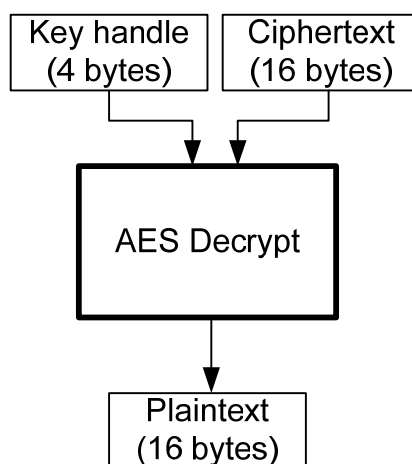 Key handle
(4 bytes)
Ciphertext
(16 bytes)
AES Decrypt
Plaintext
(16 bytes)